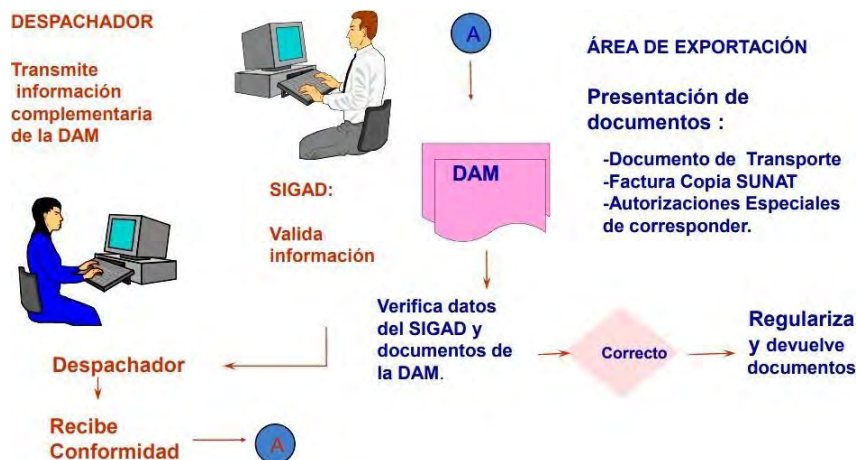 DESPACHADOR
Transmite
información
complementaria
de la DAM
SIGAD:
Valida
información
Despachador
Recibe
Conformidad
A
A
DAM
Verifica datos
del SIGAD y
documentos de
la DAM.
Correcto
Regulariza
y devuelve
documentos
ÁREA DE EXPORTACIÓN
Presentación de
documentos :
-Documento de Transporte
-Factura Copia SUNAT
-Autorizaciones Especiales
de corresponder.